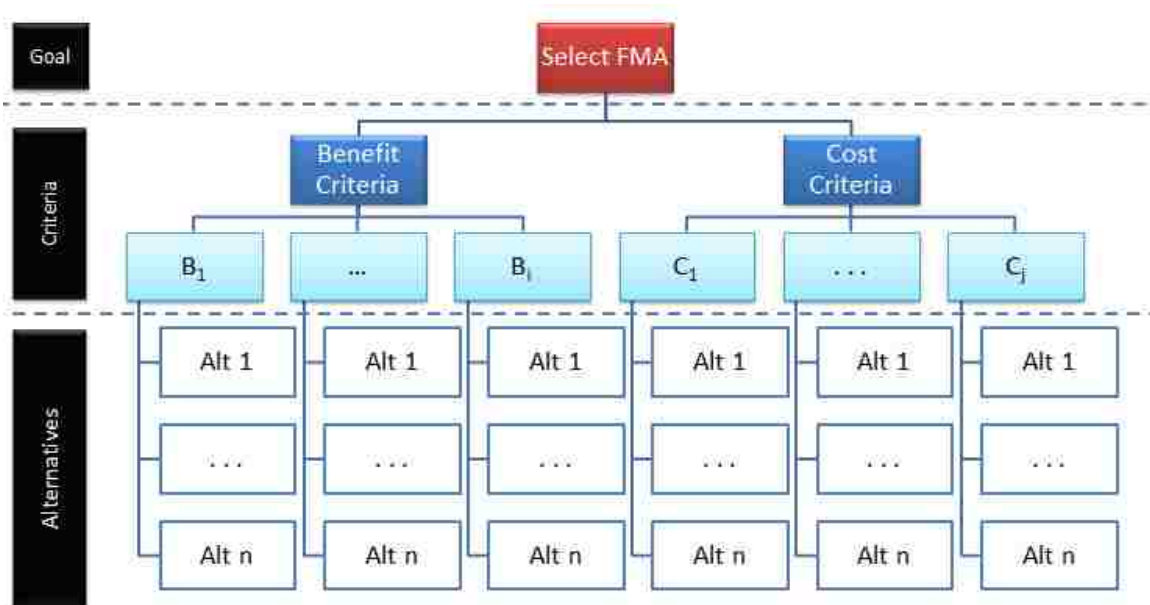 Goal
Select FMA
Criteria
Benefit
Criteria
Cost
Criteria
B₁
...
Bᵢ
C₁
. . .
Cⱼ
Alternatives
Alt 1
Alt 1
Alt 1
Alt 1
Alt 1
Alt 1
. . .
. . .
. . .
. . .
. . .
. . .
Alt n
Alt n
Alt n
Alt n
Alt n
Alt n